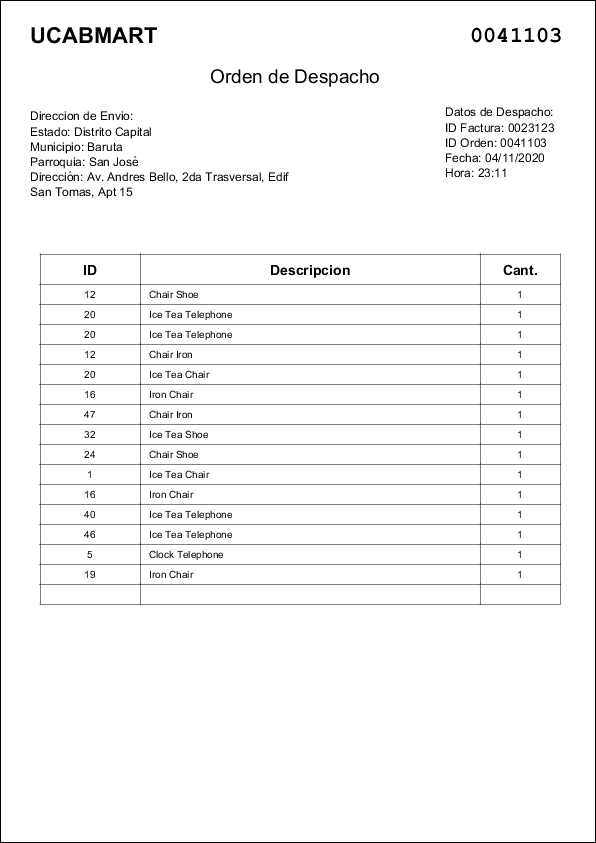 UCABMART
0041103
Orden de Despacho
Direccion de Envio:
Estado: Distrito Capital
Municipio: Baruta
Parroquia: San José
Dirección: Av. Andres Bello, 2da Trasversal, Edif
San Tomas, Apt 15
Datos de Despacho:
ID Factura: 0023123
ID Orden: 0041103
Fecha: 04/11/2020
Hora: 23:11
ID Descripcion Cant.
12 Chair Shoe 1
20 Ice Tea Telephone 1
20 Ice Tea Telephone 1
12 Chair Iron 1
20 Ice Tea Chair 1
16 Iron Chair 1
47 Chair Iron 1
32 Ice Tea Shoe 1
24 Chair Shoe 1
1 Ice Tea Chair 1
16 Iron Chair 1
40 Ice Tea Telephone 1
46 Ice Tea Telephone 1
5 Clock Telephone 1
19 Iron Chair 1